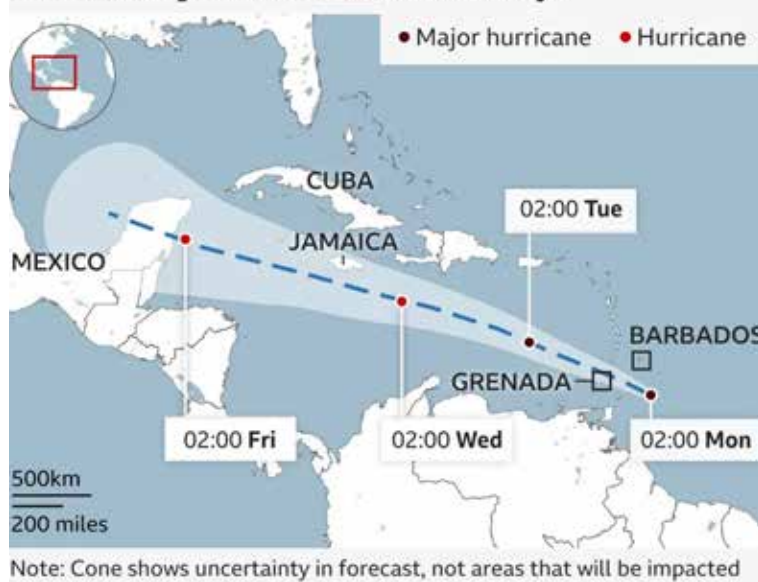 Major hurricane
Hurricane
CUBA
02:00 Tue
JAMAICA
MEXICO
BARBADOS
GRENADA
02:00 Fri
02:00 Wed
02:00 Mon
500km
200 miles
Note: Cone shows uncertainty in forecast, not areas that will be impacted